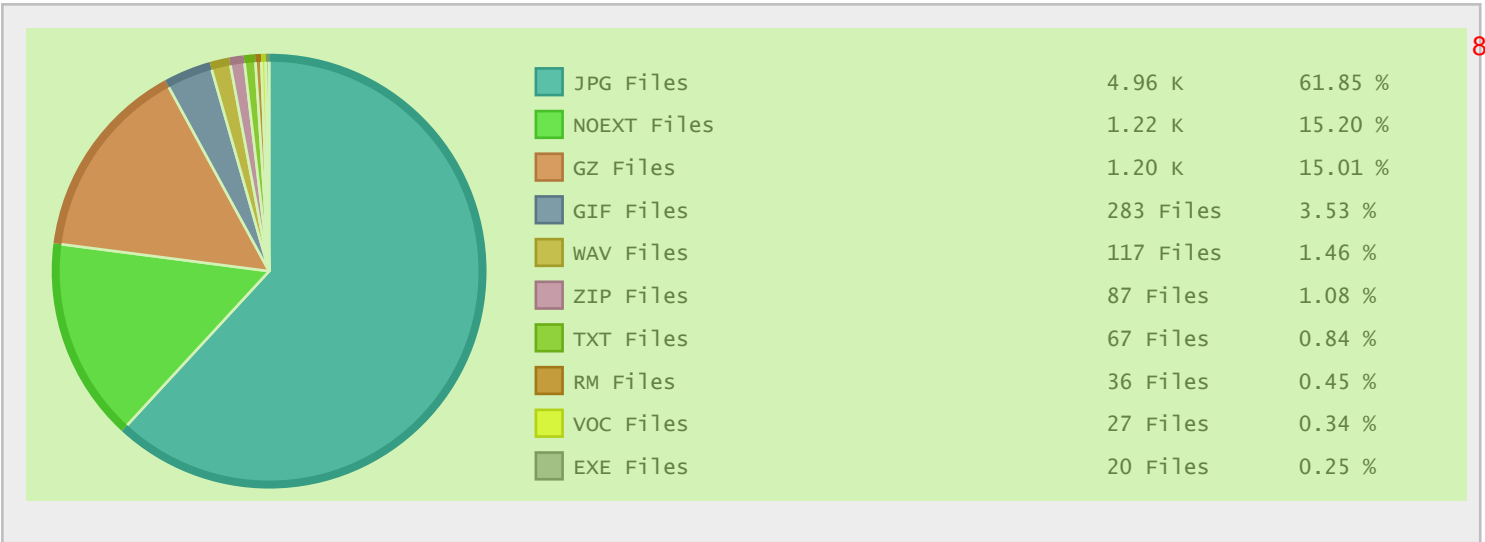 8
JPG Files 4.96 K 61.85 %
NOEXT Files 1.22 K 15.20 %
GZ Files 1.20 K 15.01 %
GIF Files 283 Files 3.53 %
WAV Files 117 Files 1.46 %
ZIP Files 87 Files 1.08 %
TXT Files 67 Files 0.84 %
RM Files 36 Files 0.45 %
VOC Files 27 Files 0.34 %
EXE Files 20 Files 0.25 %